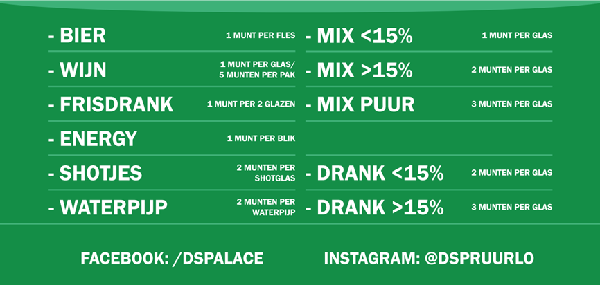 - BIER 1 MUNT PER FLES
- WIJN 1 MUNT PER GLAS/
5 MUNTEN PER PAK
- FRISDRANK 1 MUNT PER 2 GLAZEN
- ENERGY 1 MUNT PER BLIK
- SHOTJES 2 MUNTEN PER
SHOTGLAS
- WATERPIJP 2 MUNTEN PER
WATERPIJP
- MIX <15% 1 MUNT PER GLAS
- MIX >15% 2 MUNTEN PER GLAS
- MIX PUUR 3 MUNTEN PER GLAS
- DRANK <15% 2 MUNTEN PER GLAS
- DRANK >15% 3 MUNTEN PER GLAS
FACEBOOK: /DSPALACE
INSTAGRAM: @DSPRUURLO